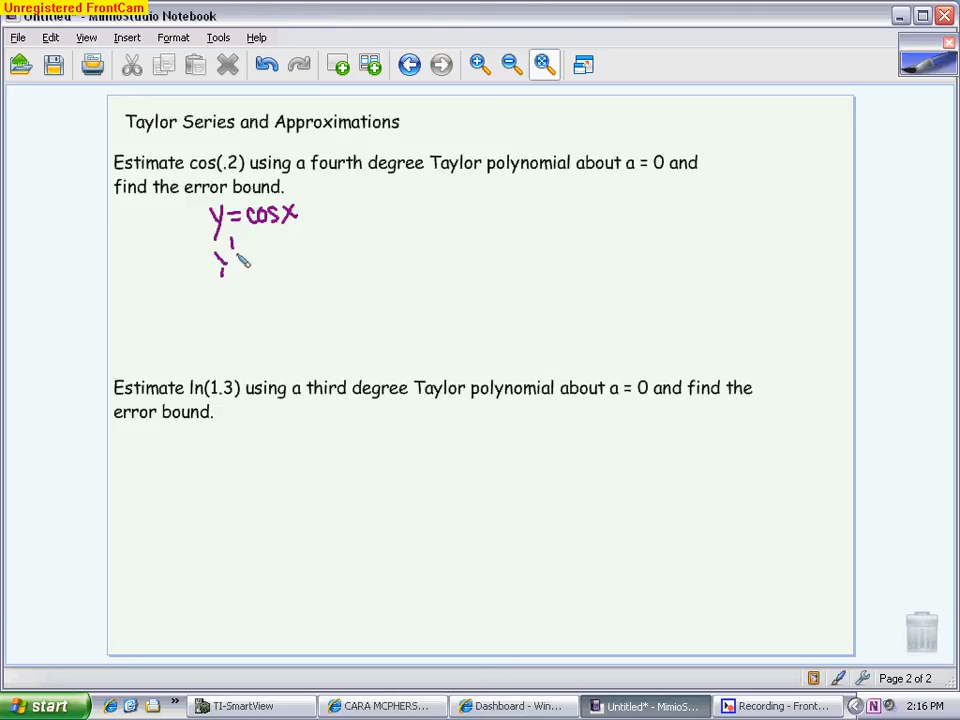 Unregistered FrontCam
Untitled* - MimioStudio Notebook
File Edit View Insert Format Tools Help
Taylor Series and Approximations
Estimate cos(.2) using a fourth degree Taylor polynomial about a = 0 and
find the error bound.
y = cosx
y'
Estimate ln(1.3) using a third degree Taylor polynomial about a = 0 and find the
error bound.
Page 2 of 2
start
TI-SmartView
CARA MCPHERS...
Dashboard - Win...
Untitled* - MimioS...
Recording - Front...
2:16 PM